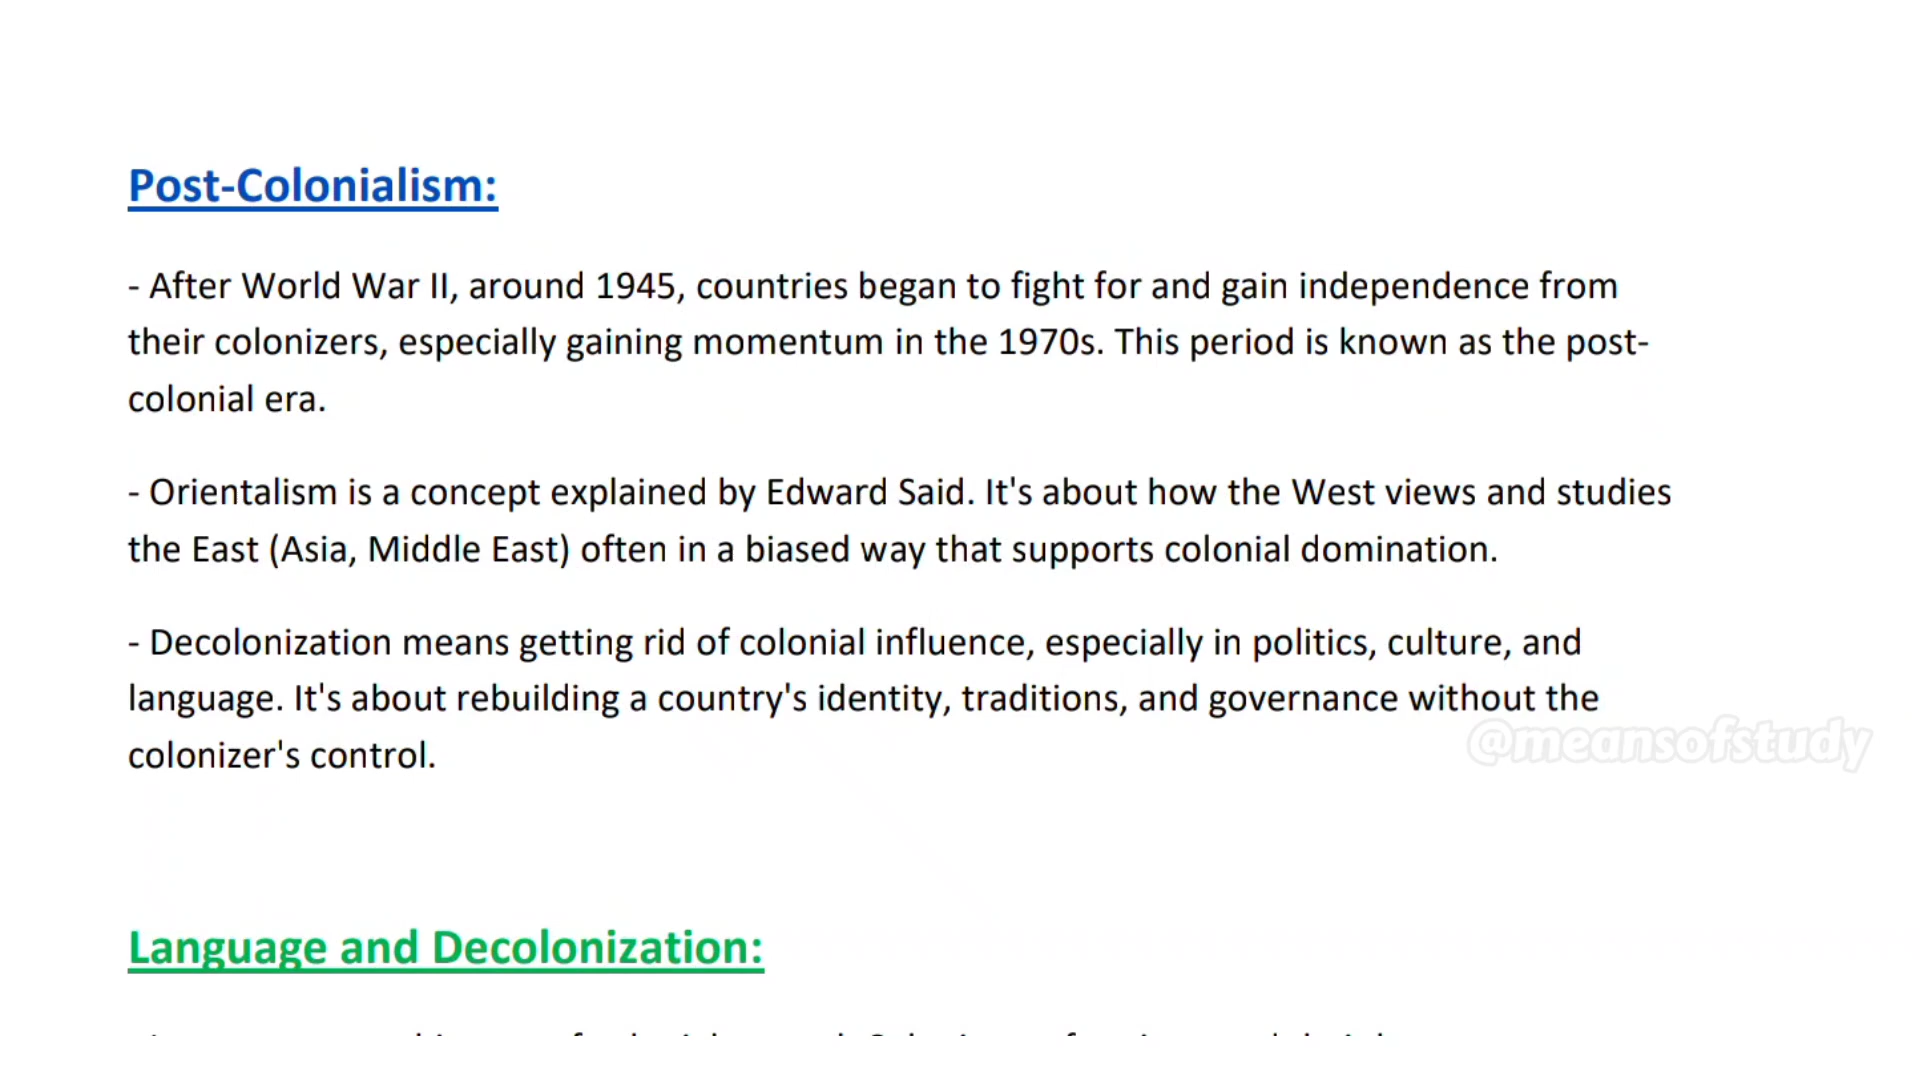 Post-Colonialism:
- After World War II, around 1945, countries began to fight for and gain independence from
their colonizers, especially gaining momentum in the 1970s. This period is known as the post-
colonial era.
- Orientalism is a concept explained by Edward Said. It's about how the West views and studies
the East (Asia, Middle East) often in a biased way that supports colonial domination.
- Decolonization means getting rid of colonial influence, especially in politics, culture, and
language. It's about rebuilding a country's identity, traditions, and governance without the
colonizer's control.
@meansofstudy
Language and Decolonization: